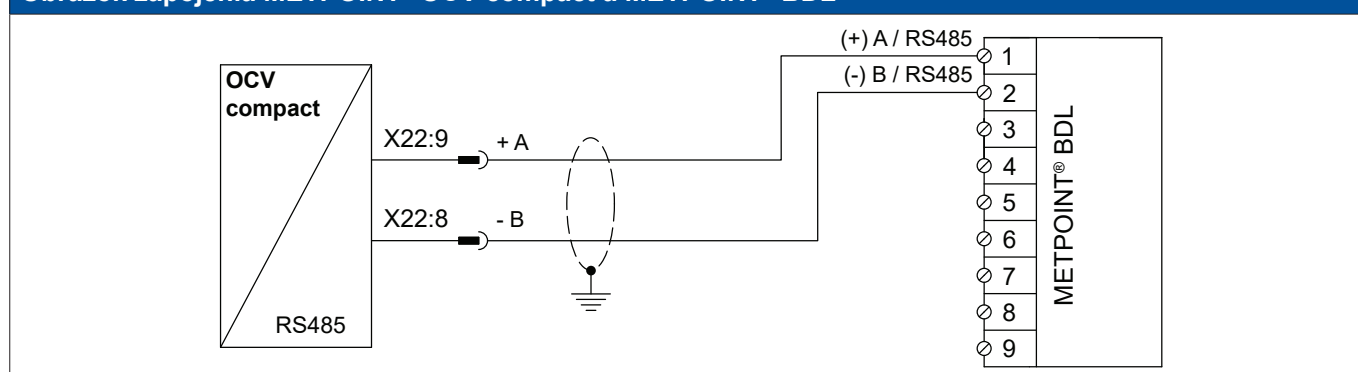 (+) A / RS485
(-) B / RS485
OCV
compact
RS485
X22:9
+ A
X22:8
- B
1
2
3
4
5
6
7
8
9
METPOINT® BDL